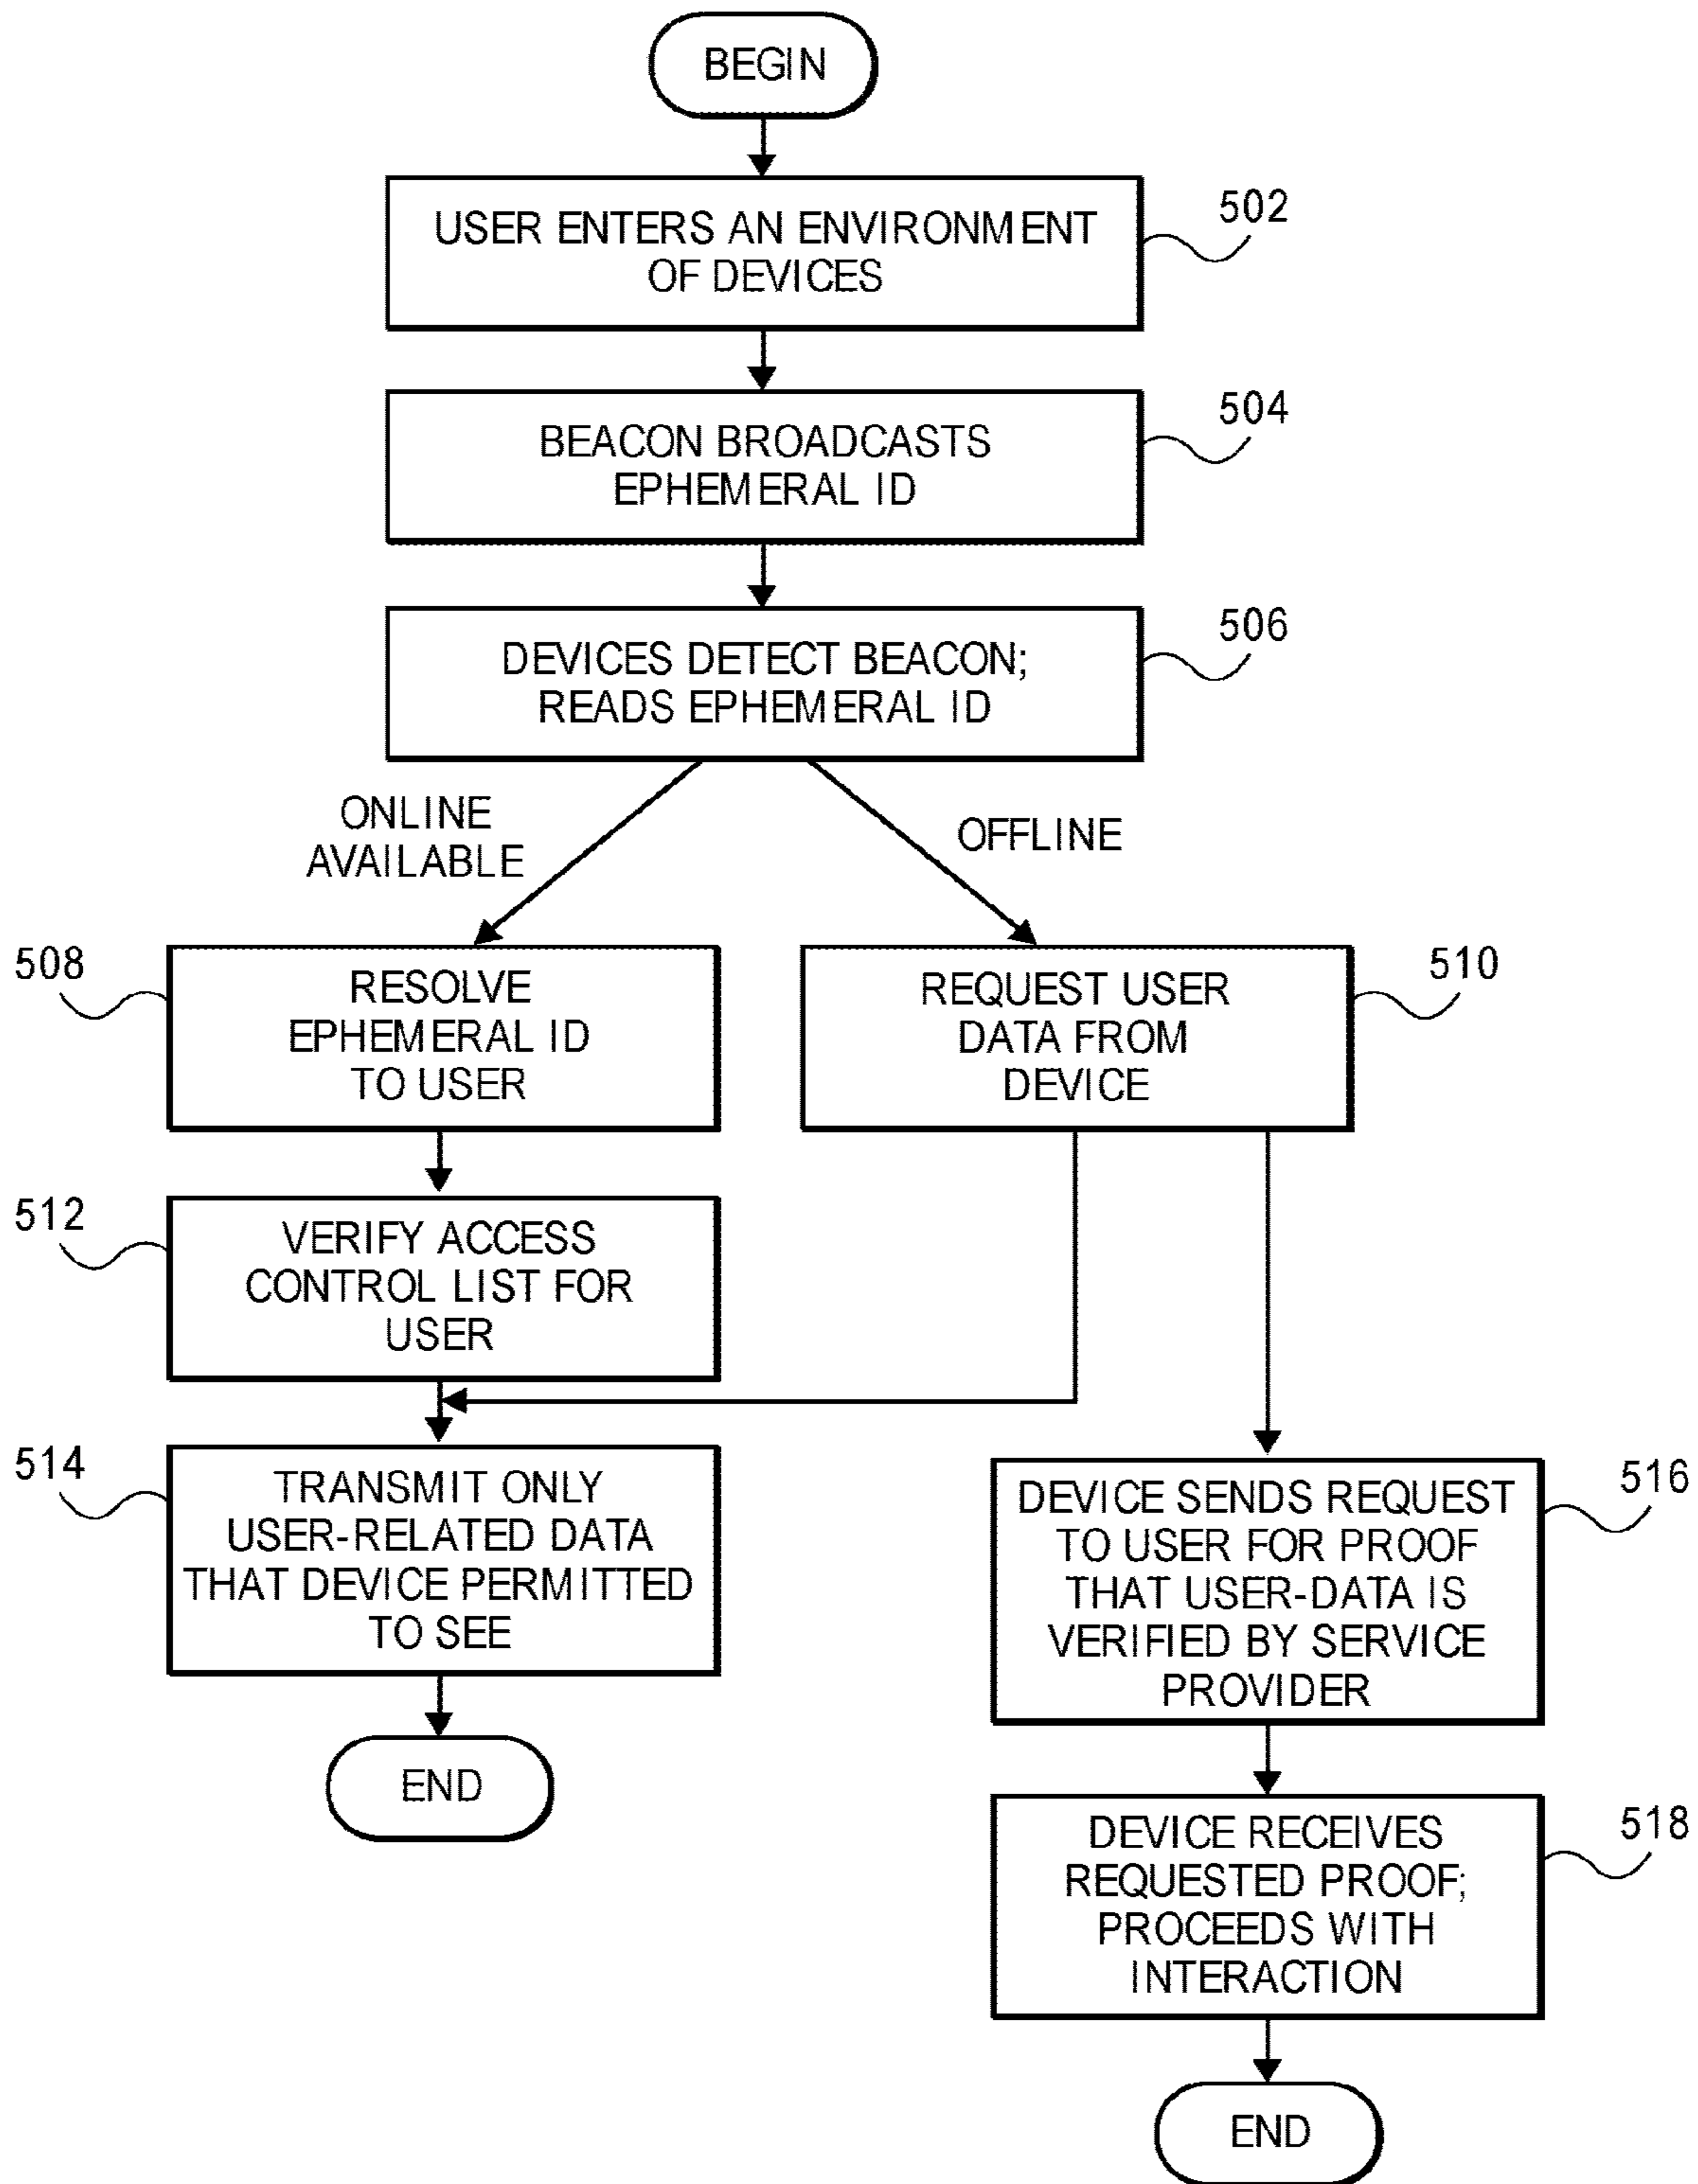 BEGIN
USER ENTERS AN ENVIRONMENT
OF DEVICES
502
BEACON BROADCASTS
EPHEMERAL ID
504
DEVICES DETECT BEACON;
READS EPHEMERAL ID
506
ONLINE
AVAILABLE
OFFLINE
508
RESOLVE
EPHEMERAL ID
TO USER
REQUEST USER
DATA FROM
DEVICE
510
512
VERIFY ACCESS
CONTROL LIST FOR
USER
514
TRANSMIT ONLY
USER-RELATED DATA
THAT DEVICE PERMITTED
TO SEE
END
DEVICE SENDS REQUEST
TO USER FOR PROOF
THAT USER-DATA IS
VERIFIED BY SERVICE
PROVIDER
516
DEVICE RECEIVES
REQUESTED PROOF;
PROCEEDS WITH
INTERACTION
518
END